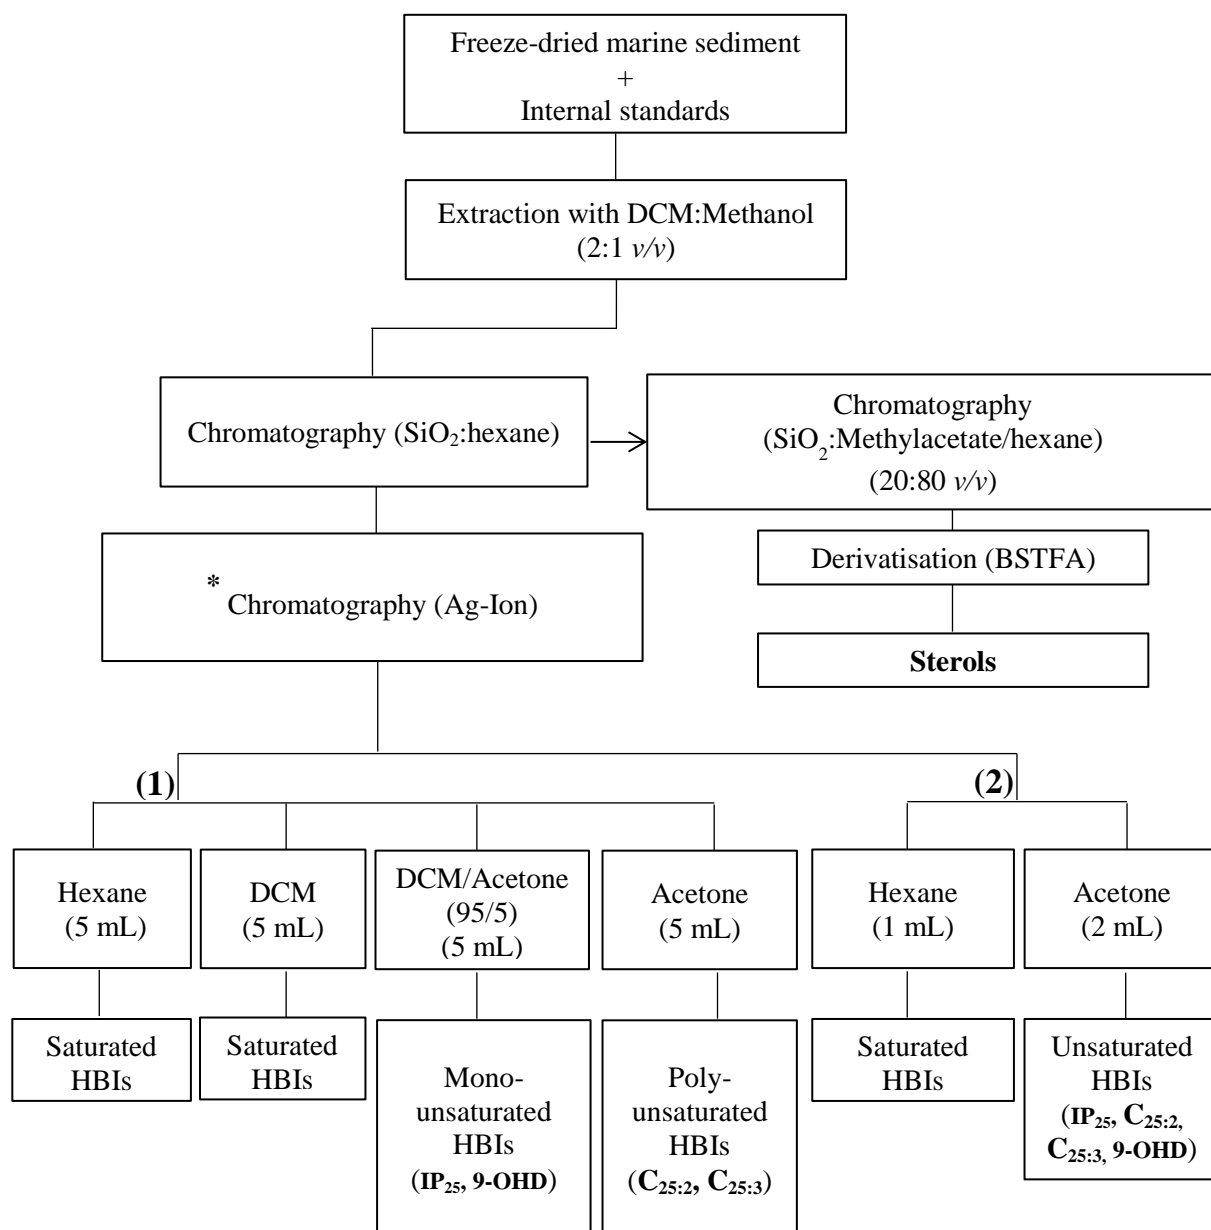 Freeze-dried marine sediment
+
Internal standards
Extraction with DCM:Methanol
(2:1 v/v)
Chromatography (SiO₂:hexane)
Chromatography
(SiO₂:Methylacetate/hexane)
(20:80 v/v)
Derivatisation (BSTFA)
Sterols
* Chromatography (Ag-Ion)
(1)
(2)
Hexane
(5 mL)
DCM
(5 mL)
DCM/Acetone
(95/5)
(5 mL)
Acetone
(5 mL)
Hexane
(1 mL)
Acetone
(2 mL)
Saturated
HBIs
Saturated
HBIs
Mono-
unsaturated
HBIs
(IP₂₅, 9-OHD)
Poly-
unsaturated
HBIs
(C₂₅:₂, C₂₅:₃)
Saturated
HBIs
Unsaturated
HBIs
(IP₂₅, C₂₅:₂,
C₂₅:₃, 9-OHD)